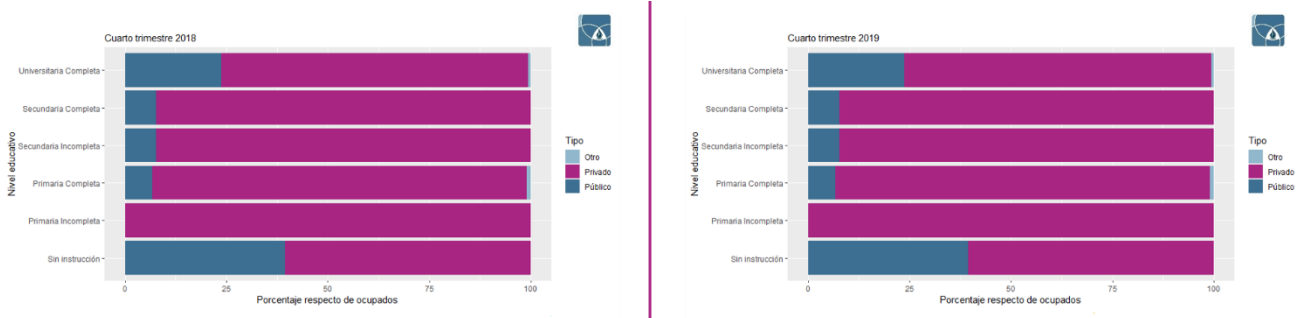 Cuarto trimestre 2018
Nivel educativo
Universitaria Completa
Secundaria Completa
Secundaria Incompleta
Primaria Completa
Primaria Incompleta
Sin instrucción
0 25 50 75 100
Porcentaje respecto de ocupados
Tipo
Otro
Privado
Público
Cuarto trimestre 2019
Nivel educativo
Universitaria Completa
Secundaria Completa
Secundaria Incompleta
Primaria Completa
Primaria Incompleta
Sin instrucción
0 25 50 75 100
Porcentaje respecto de ocupados
Tipo
Otro
Privado
Público